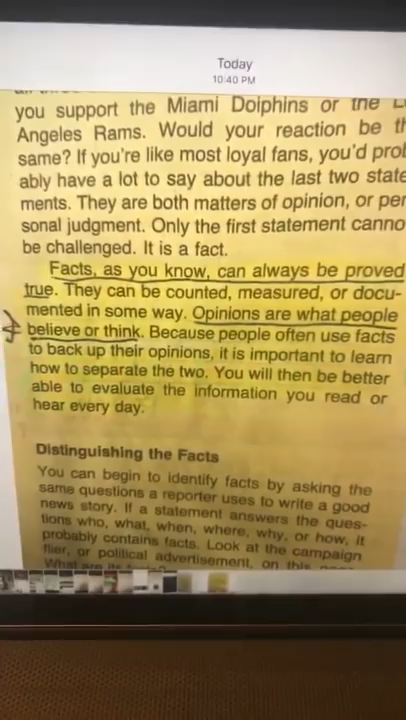 Today
10:40 PM
you support the Miami Dolphins or the
Angeles Rams. Would your reaction be
same? If you're like most loyal fans, you'd
ably have a lot to say about the last two
ments. They are both matters of opinion, or
sonal judgment. Only the first statement
be challenged. It is a fact.
Facts, as you know, can always be proved
true. They can be counted, measured, or docu-
mented in some way. Opinions are what people
believe or think. Because people often use facts
to back up their opinions, it is important to learn
how to separate the two. You will then be better
able to evaluate the information you read or
hear every day.
Distinguishing the Facts
You can begin to identify facts by asking the
same questions a reporter uses to write a good
news story. If a statement answers the ques-
tions who, what, when, where, why, or how, it
probably contains facts. Look at the campaign
flier, or political advertisement, on this
What are its